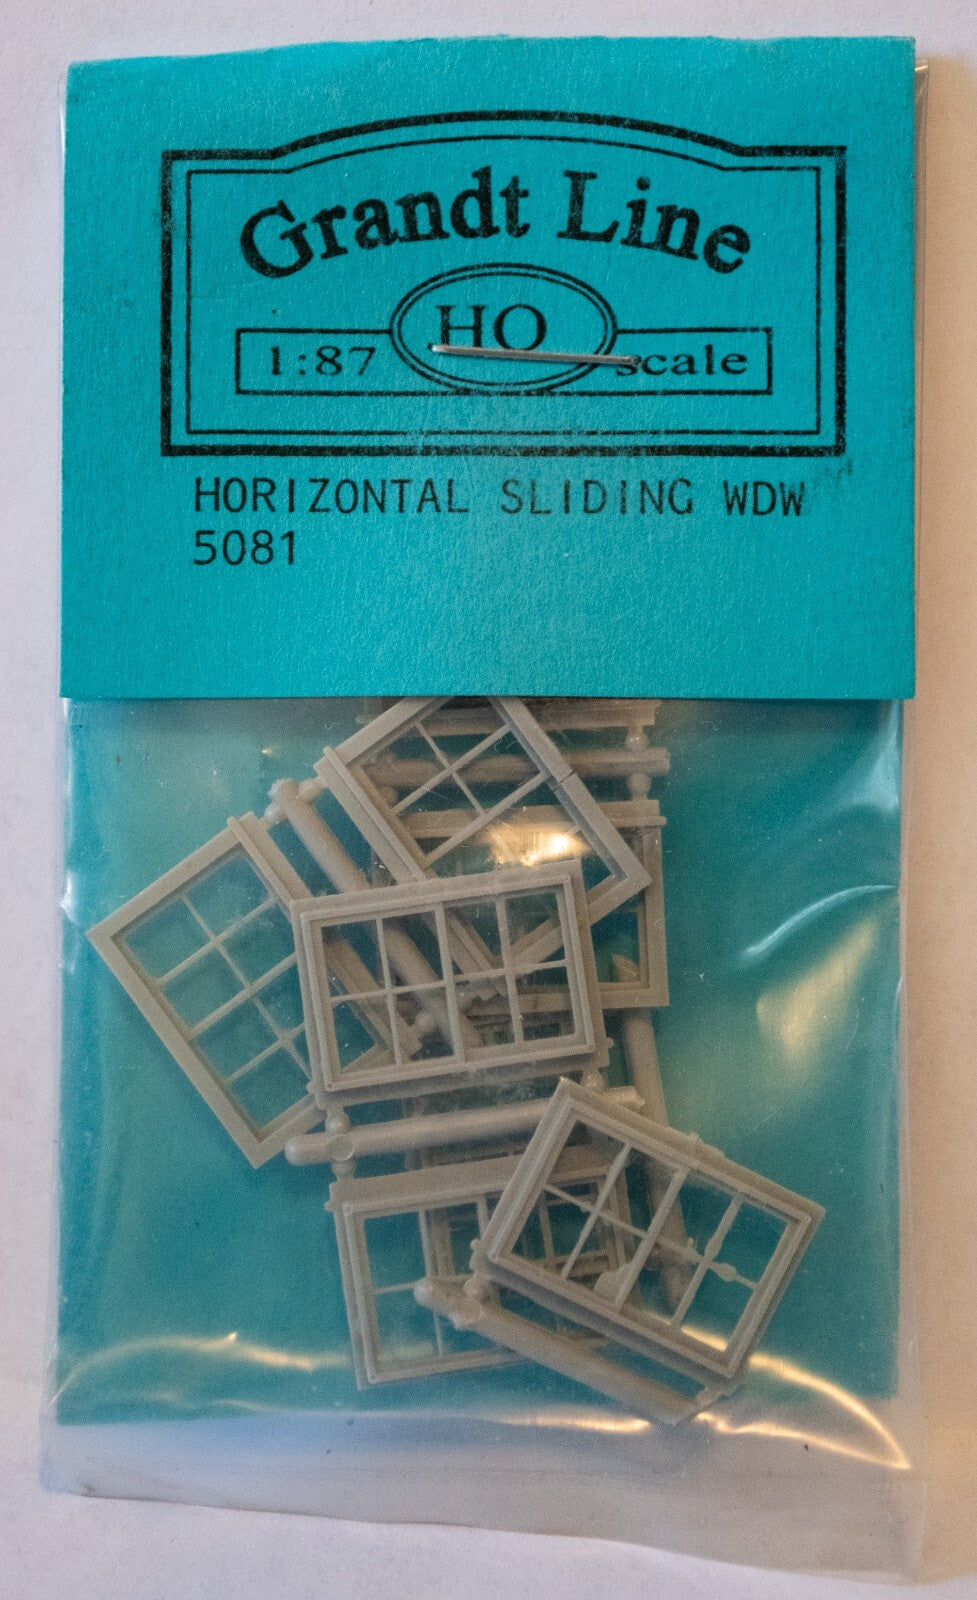 Grandt Line
HO
1:87 scale
HORIZONTAL SLIDING WDW
5081